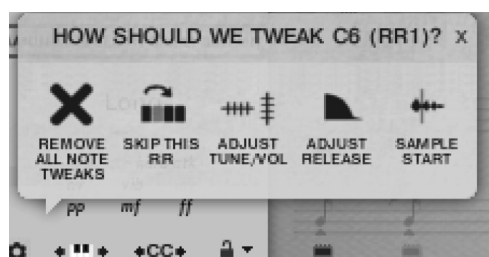 HOW SHOULD WE TWEAK C6 (RR1)? x
REMOVE ALL NOTE TWEAKS
SKIP THIS RR
ADJUST TUNE/VOL
ADJUST RELEASE
SAMPLE START
pp mf ff
CC